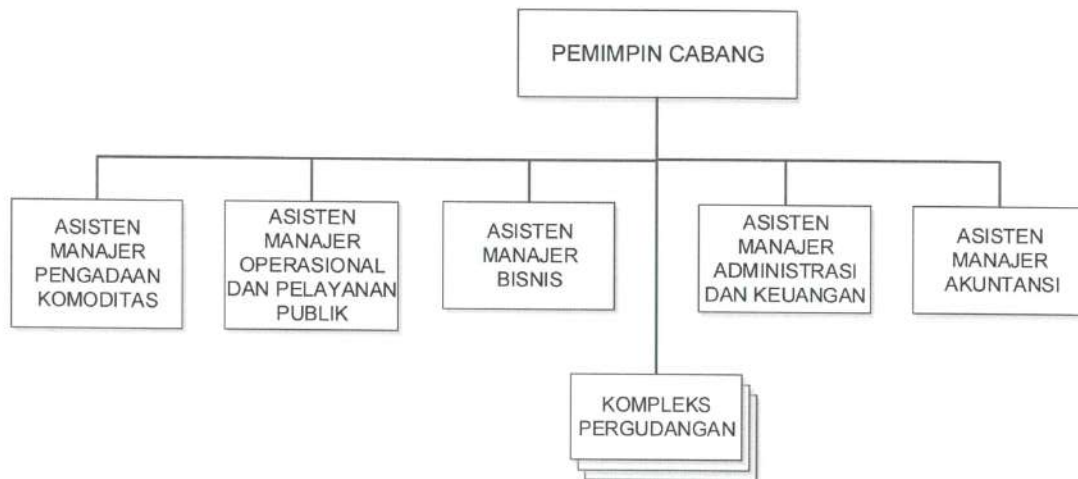 PEMIMPIN CABANG
ASISTEN
MANAJER
PENGADAAN
KOMODITAS
ASISTEN
MANAJER
OPERASIONAL
DAN PELAYANAN
PUBLIK
ASISTEN
MANAJER
BISNIS
ASISTEN
MANAJER
ADMINISTRASI
DAN KEUANGAN
ASISTEN
MANAJER
AKUNTANSI
KOMPLEKS
PERGUDANGAN